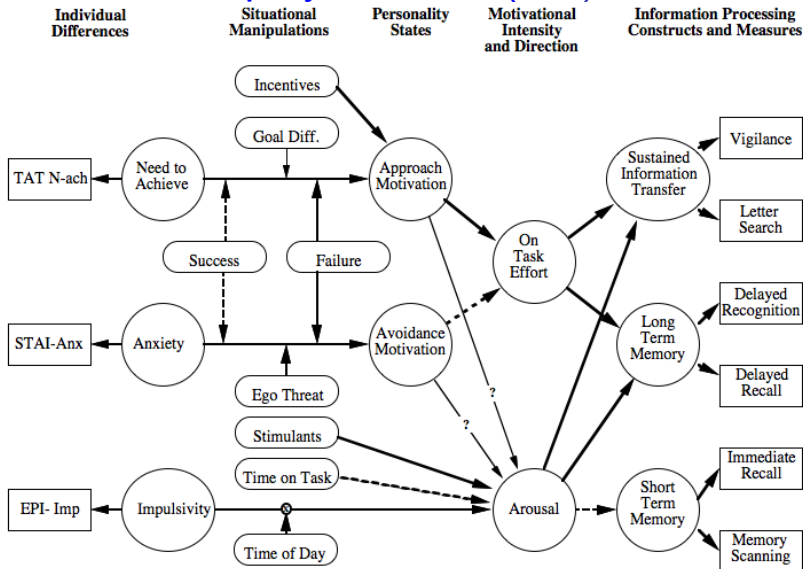 Individual
Differences
Situational
Manipulations
Personality
States
Motivational
Intensity
and Direction
Information Processing
Constructs and Measures
Incentives
Goal Diff.
TAT N-ach
Need to
Achieve
Approach
Motivation
Sustained
Information
Transfer
Vigilance
Letter
Search
Success
Failure
On
Task
Effort
STAI-Anx
Anxiety
Avoidance
Motivation
Long
Term
Memory
Delayed
Recognition
Delayed
Recall
Ego Threat
?
?
Stimulants
Time on Task
EPI- Imp
Impulsivity
x
Time of Day
Arousal
Short
Term
Memory
Immediate
Recall
Memory
Scanning